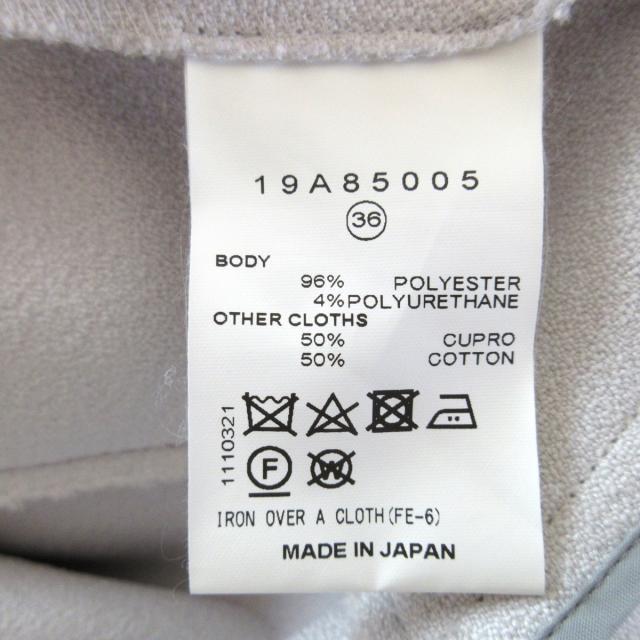 19A85005
36
BODY
96% POLYESTER
4% POLYURETHANE
OTHER CLOTHS
50% CUPRO
50% COTTON
1110321
F W
IRON OVER A CLOTH(FE-6)
MADE IN JAPAN